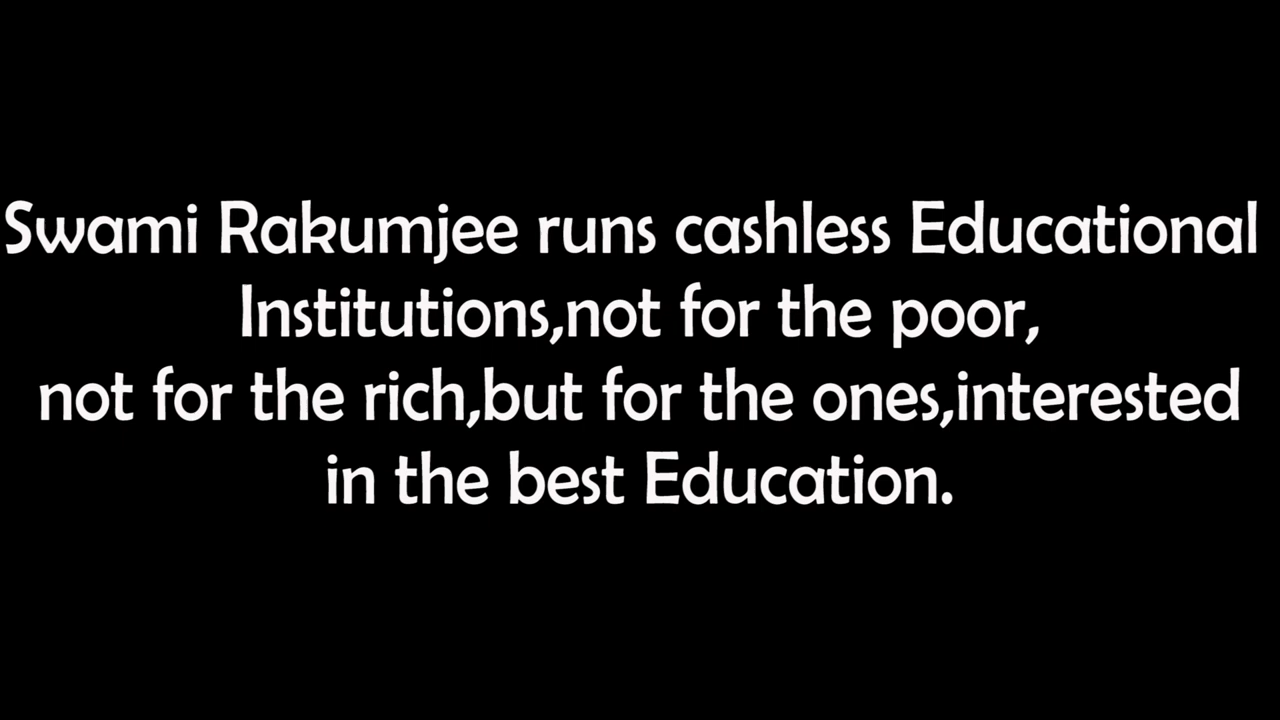 Swami Rakumjee runs cashless Educational
Institutions,not for the poor,
not for the rich,but for the ones,interested
in the best Education.